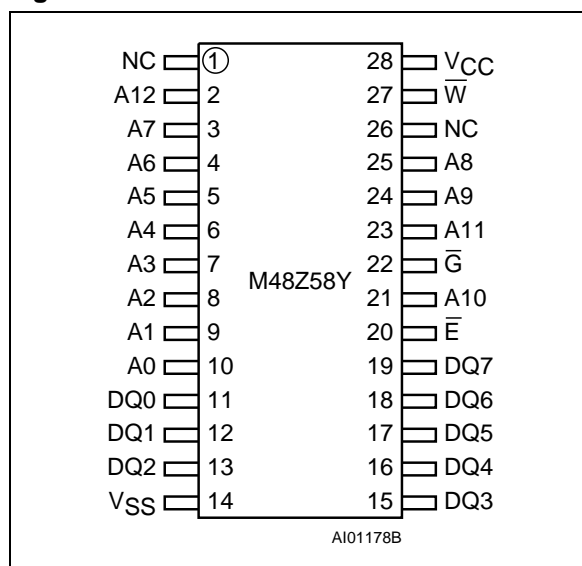 NC 1 28 VCC
A12 2 27 W̅
A7 3 26 NC
A6 4 25 A8
A5 5 24 A9
A4 6 23 A11
A3 7 22 G̅
M48Z58Y
A2 8 21 A10
A1 9 20 E̅
A0 10 19 DQ7
DQ0 11 18 DQ6
DQ1 12 17 DQ5
DQ2 13 16 DQ4
VSS 14 15 DQ3
AI01178B